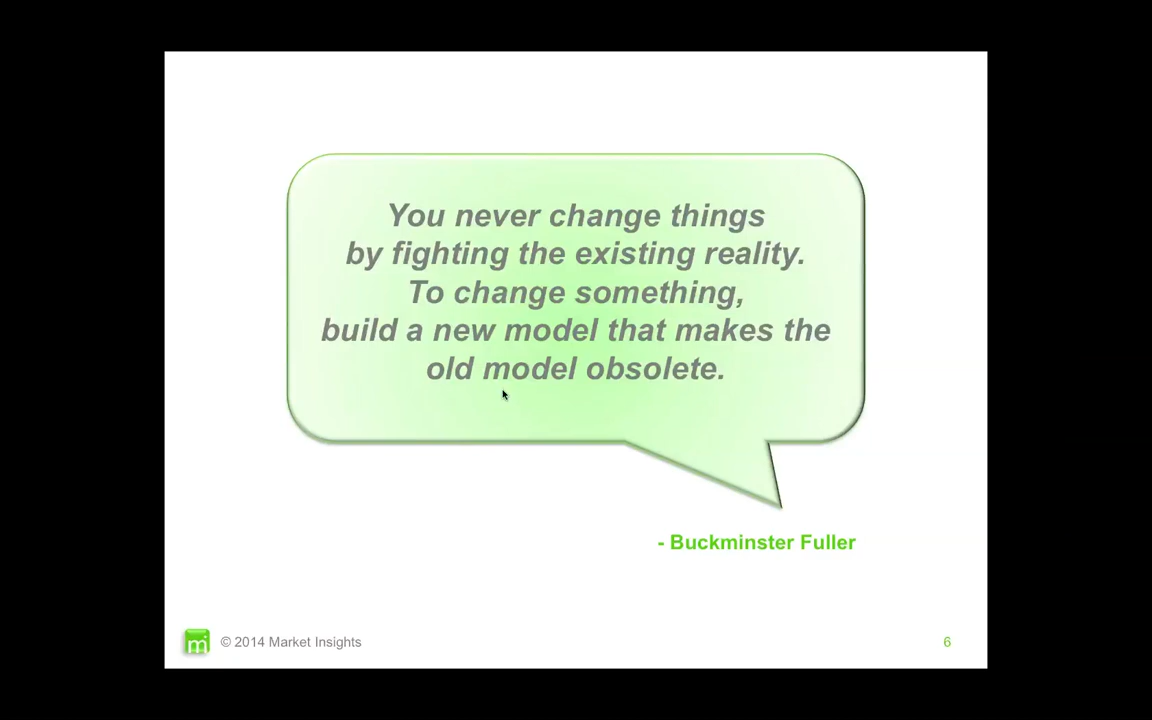 You never change things
by fighting the existing reality.
To change something,
build a new model that makes the
old model obsolete.
- Buckminster Fuller
mi © 2014 Market Insights
6